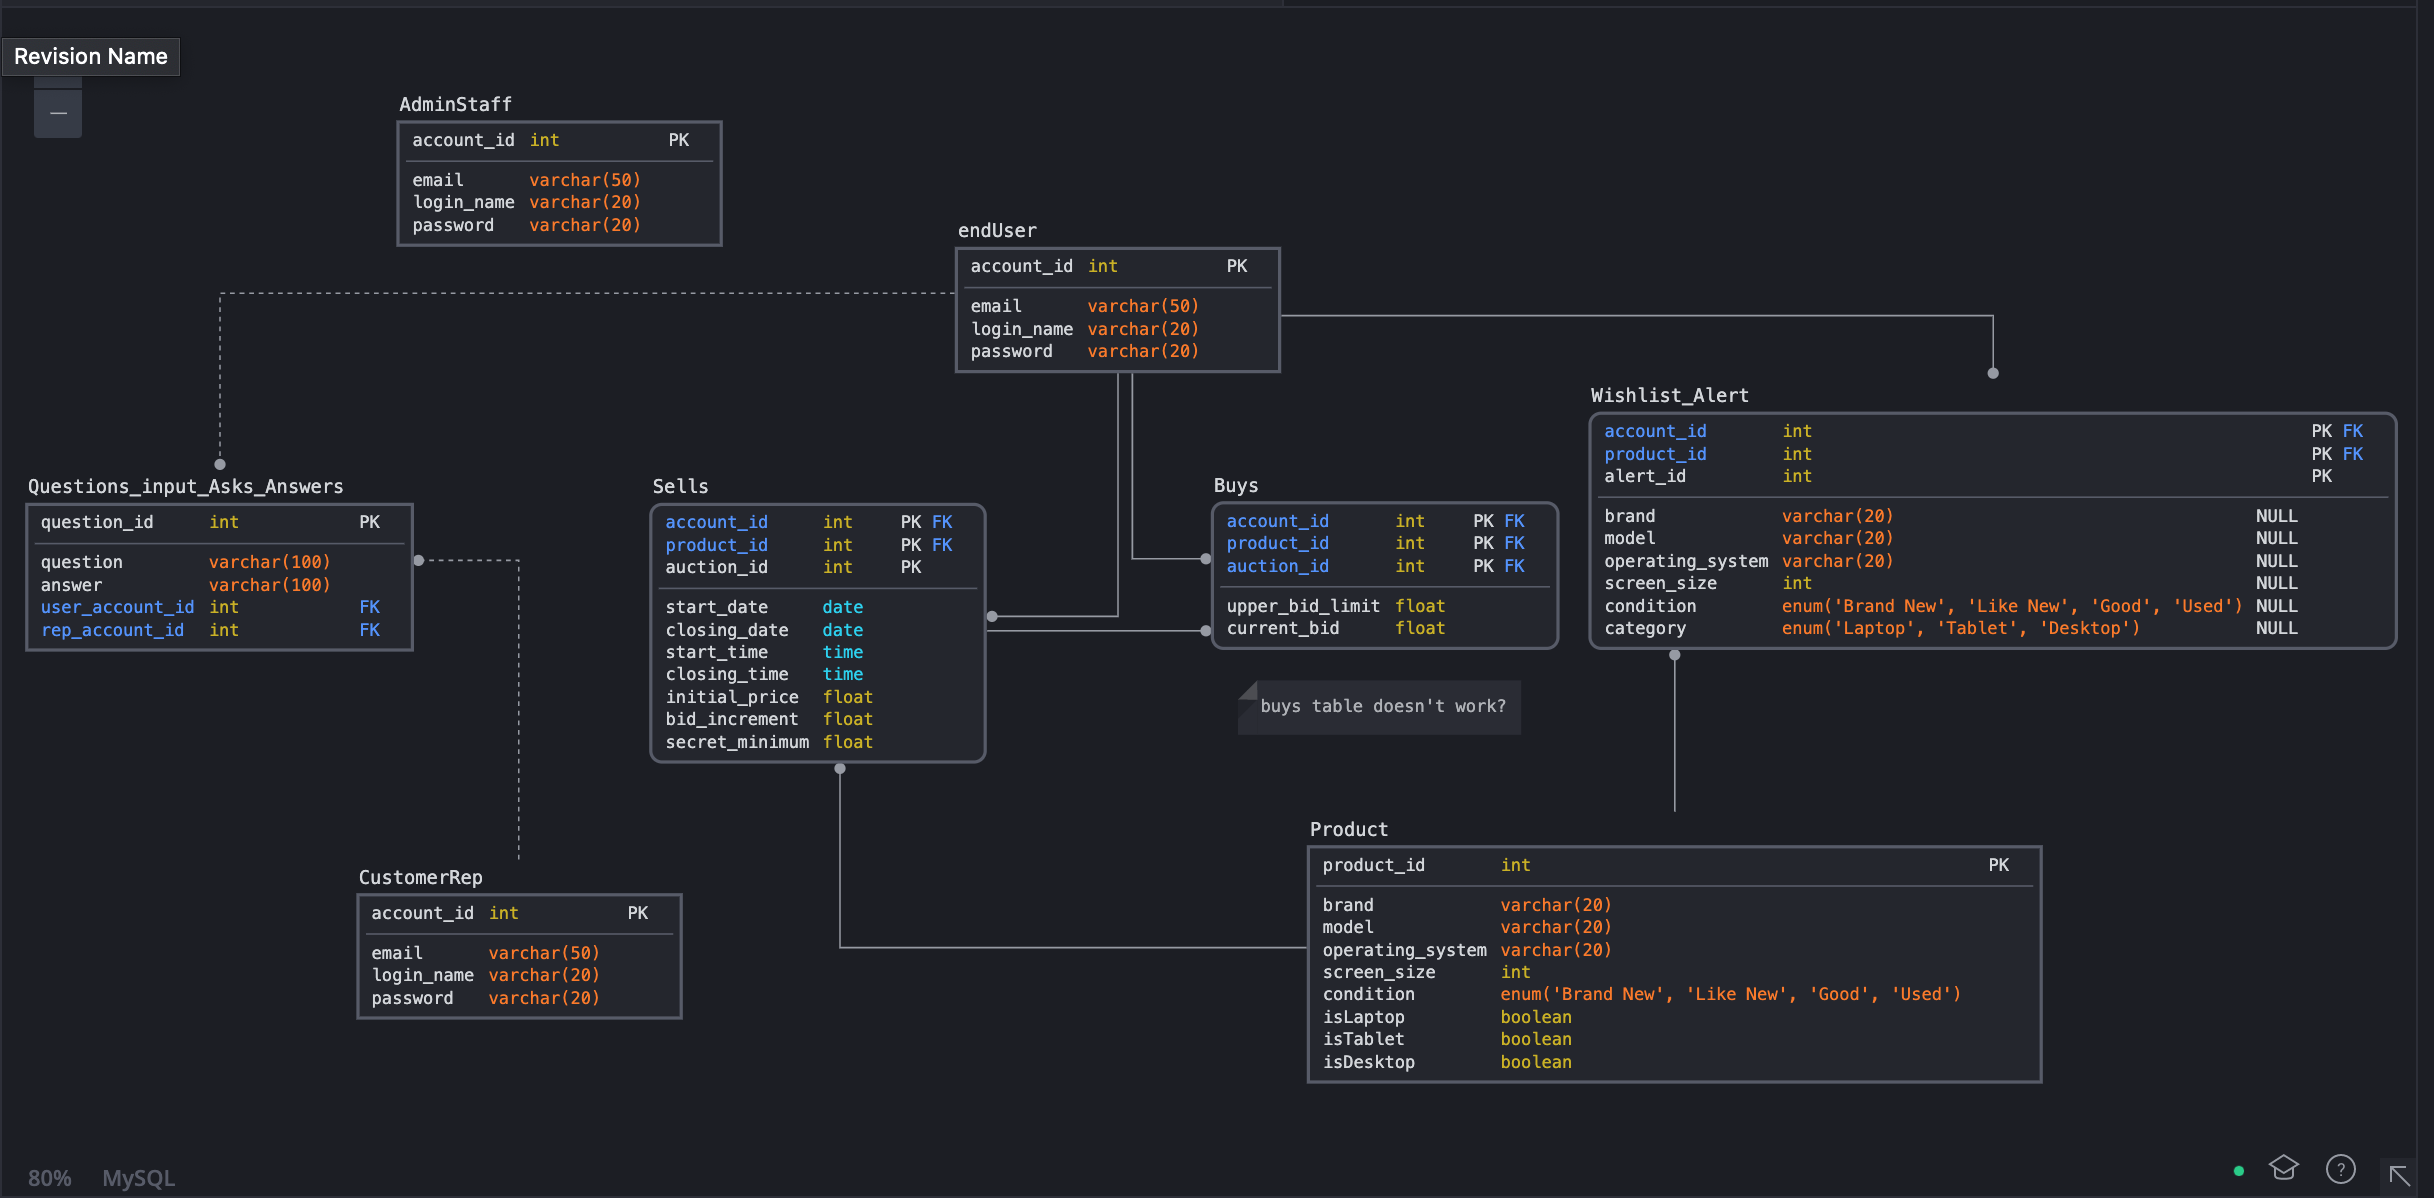 Revision Name
—
AdminStaff
account_id int PK
email varchar(50)
login_name varchar(20)
password varchar(20)
endUser
account_id int PK
email varchar(50)
login_name varchar(20)
password varchar(20)
Wishlist_Alert
account_id int PK FK
product_id int PK FK
alert_id int PK
brand varchar(20) NULL
model varchar(20) NULL
operating_system varchar(20) NULL
screen_size int NULL
condition enum('Brand New', 'Like New', 'Good', 'Used') NULL
category enum('Laptop', 'Tablet', 'Desktop') NULL
Questions_input_Asks_Answers
question_id int PK
question varchar(100)
answer varchar(100)
user_account_id int FK
rep_account_id int FK
Sells
account_id int PK FK
product_id int PK FK
auction_id int PK
start_date date
closing_date date
start_time time
closing_time time
initial_price float
bid_increment float
secret_minimum float
Buys
account_id int PK FK
product_id int PK FK
auction_id int PK FK
upper_bid_limit float
current_bid float
buys table doesn't work?
CustomerRep
account_id int PK
email varchar(50)
login_name varchar(20)
password varchar(20)
Product
product_id int PK
brand varchar(20)
model varchar(20)
operating_system varchar(20)
screen_size int
condition enum('Brand New', 'Like New', 'Good', 'Used')
isLaptop boolean
isTablet boolean
isDesktop boolean
80% MySQL
?